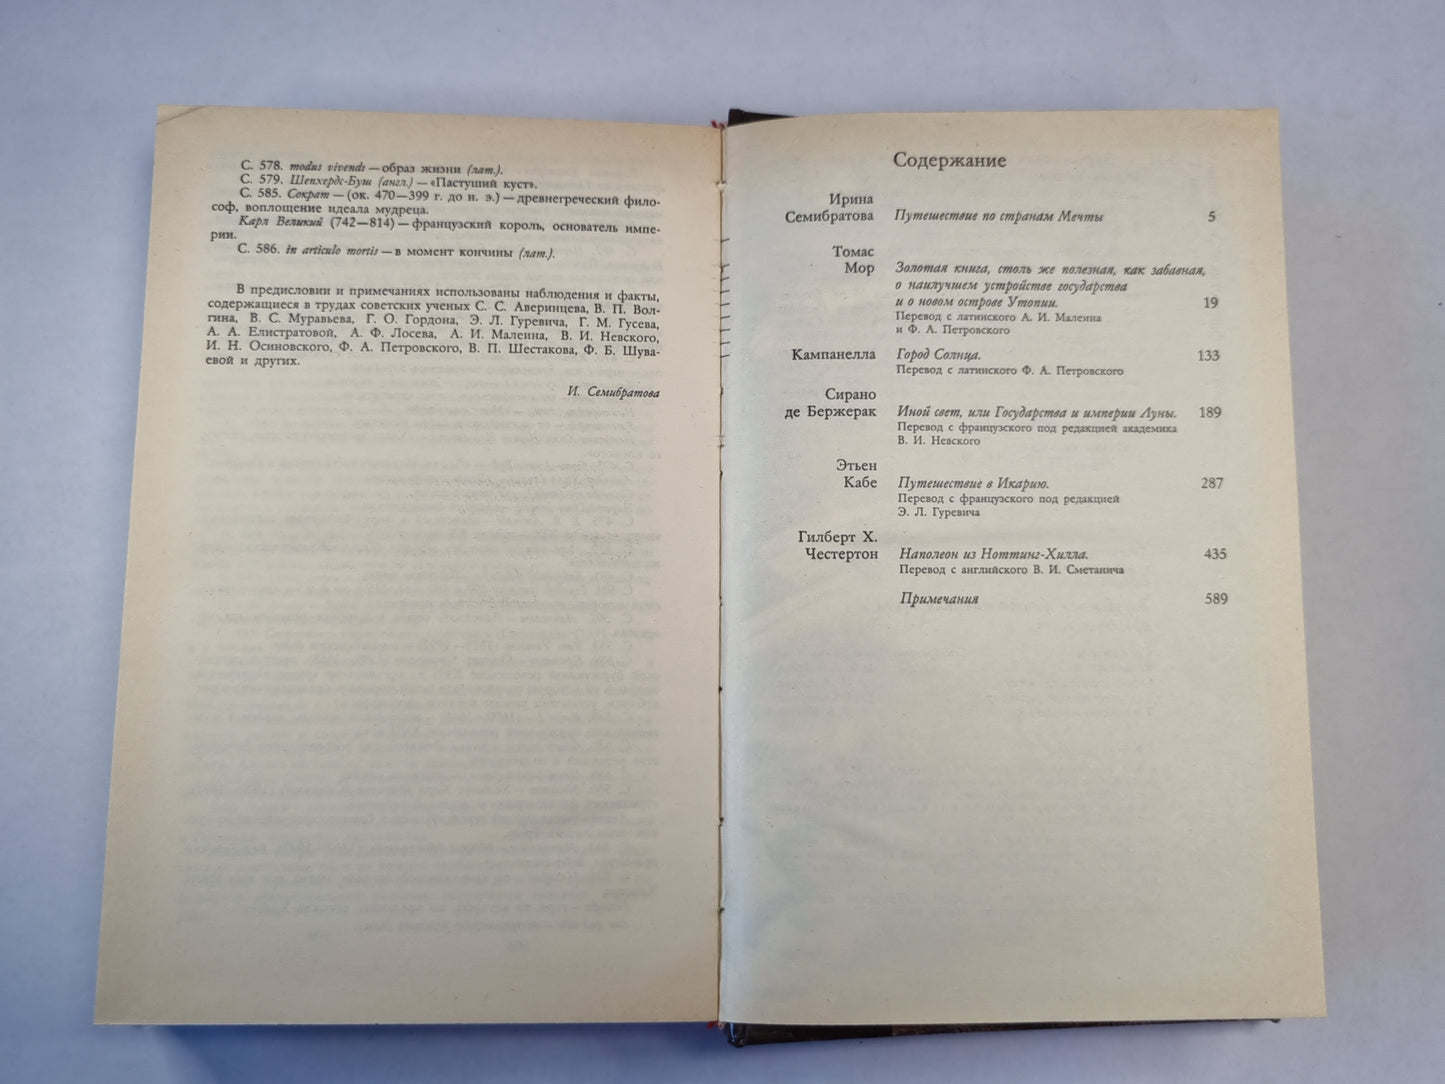 С. 578. modus vivendi — образ жизни (лат.).
С. 579. Шепхердс-Буш (англ.) — «Пастуший куст».
С. 585. Сократ — (ок. 470—399 г. до н. э.) — древнегреческий фило-
соф, воплощение идеала мудреца.
Карл Великий (742—814) — французский король, основатель импе-
рии.
С. 586. in articulo mortis — в момент кончины (лат.).
В предисловии и примечаниях использованы наблюдения и факты,
содержащиеся в трудах советских ученых С. С. Аверинцева, В. П. Вол-
гина, В. С. Муравьева, Г. О. Гордона, Э. Л. Гуревича, Г. М. Гусева,
А. А. Елистратовой, А. Ф. Лосева, А. И. Малеина, В. И. Невского,
И. Н. Осиновского, Ф. А. Петровского, В. П. Шестакова, Ф. Б. Шува-
евой и других.
И. Семибратова
Содержание
Ирина
Семибратова Путешествие по странам Мечты 5
Томас
Мор Золотая книга, столь же полезная, как забавная,
о наилучшем устройстве государства
и о новом острове Утопии. 19
Перевод с латинского А. И. Малеина
и Ф. А. Петровского
Кампанелла Город Солнца. 133
Перевод с латинского Ф. А. Петровского
Сирано
де Бержерак Иной свет, или Государства и империи Луны. 189
Перевод с французского под редакцией академика
В. И. Невского
Этьен
Кабе Путешествие в Икарию. 287
Перевод с французского под редакцией
Э. Л. Гуревича
Гилберт Х.
Честертон Наполеон из Ноттинг-Хилла. 435
Перевод с английского В. И. Сметанича
Примечания 589